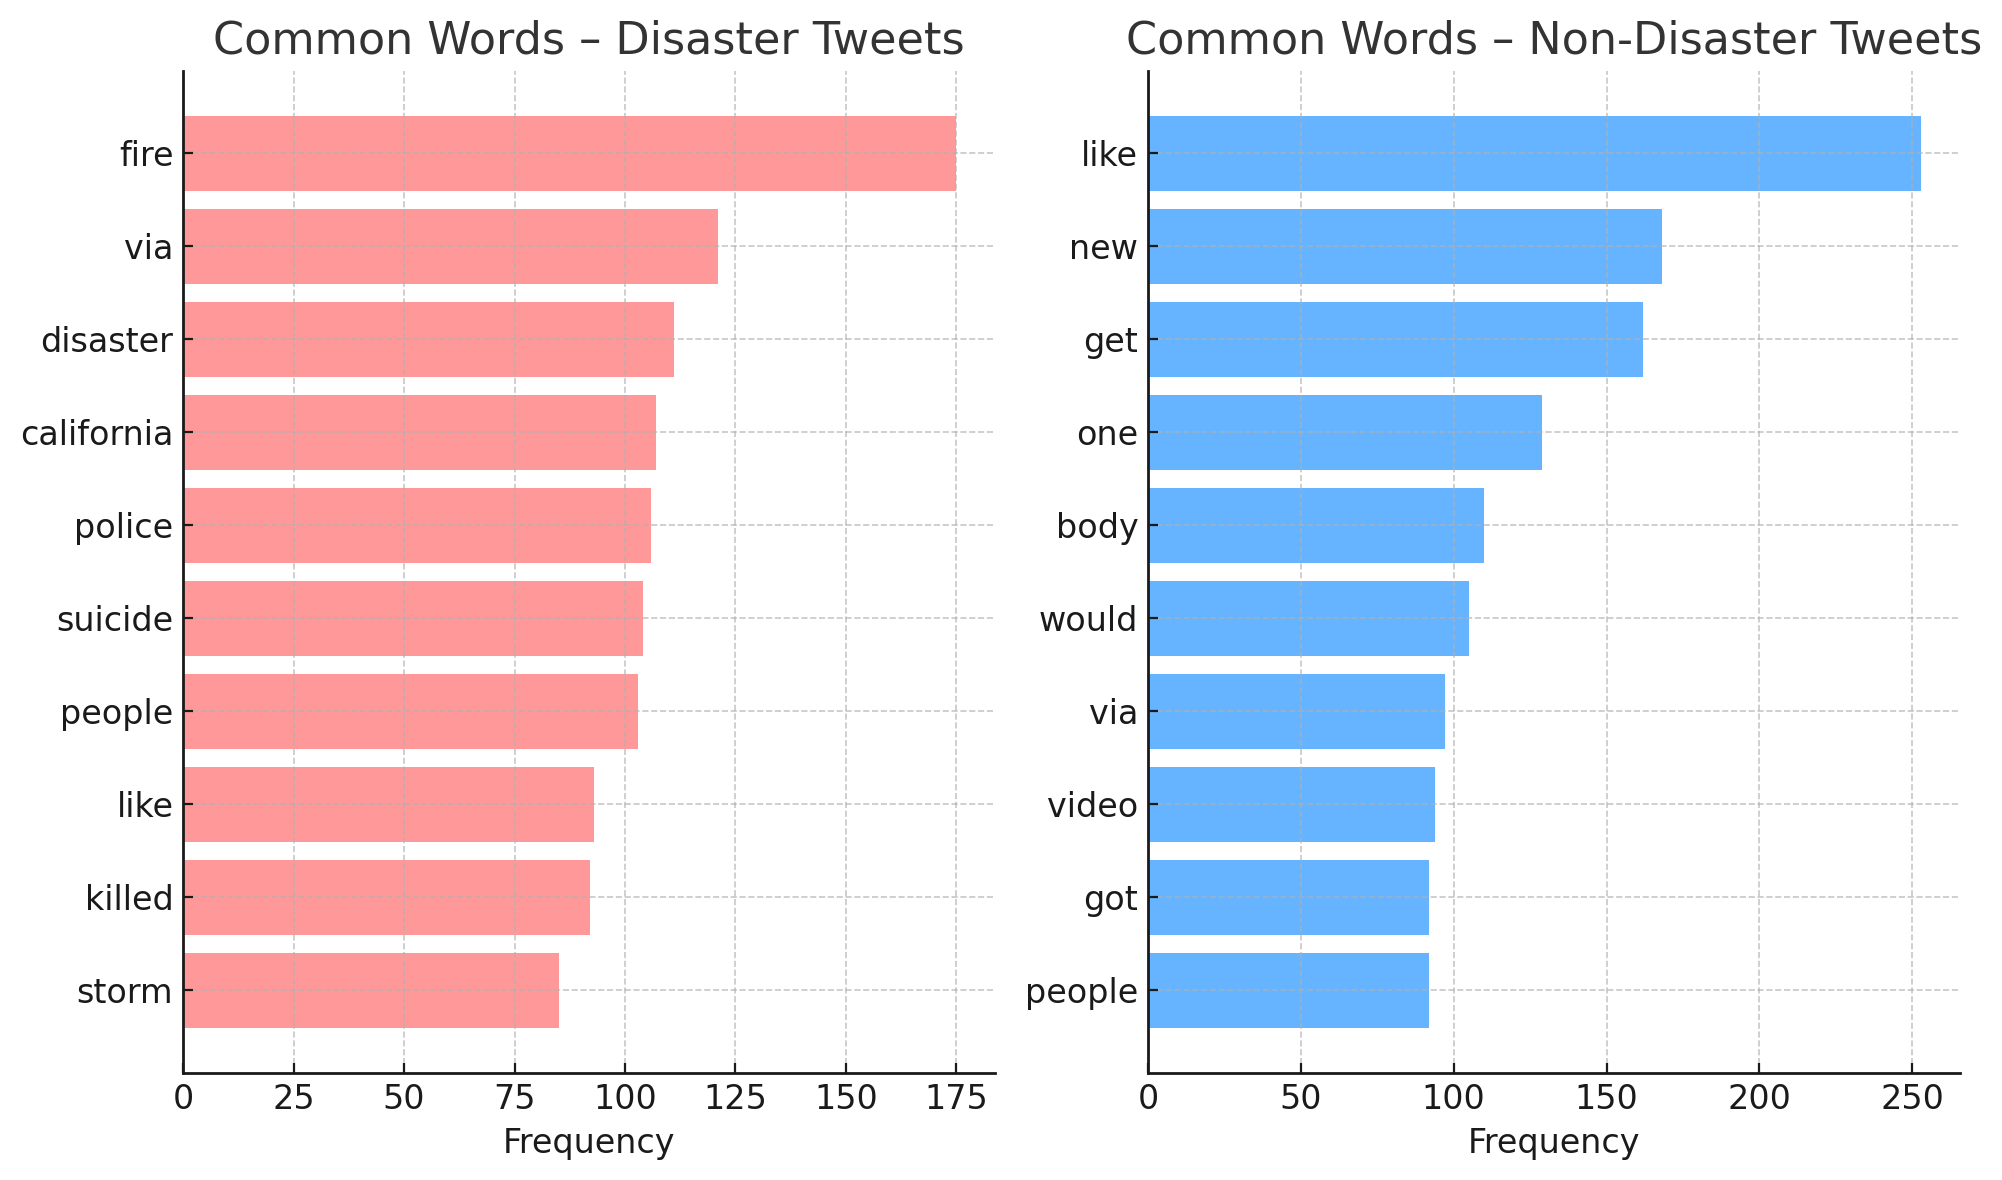 Common Words – Disaster Tweets
fire
via
disaster
california
police
suicide
people
like
killed
storm
0 25 50 75 100 125 150 175
Frequency
Common Words – Non-Disaster Tweets
like
new
get
one
body
would
via
video
got
people
0 50 100 150 200 250
Frequency